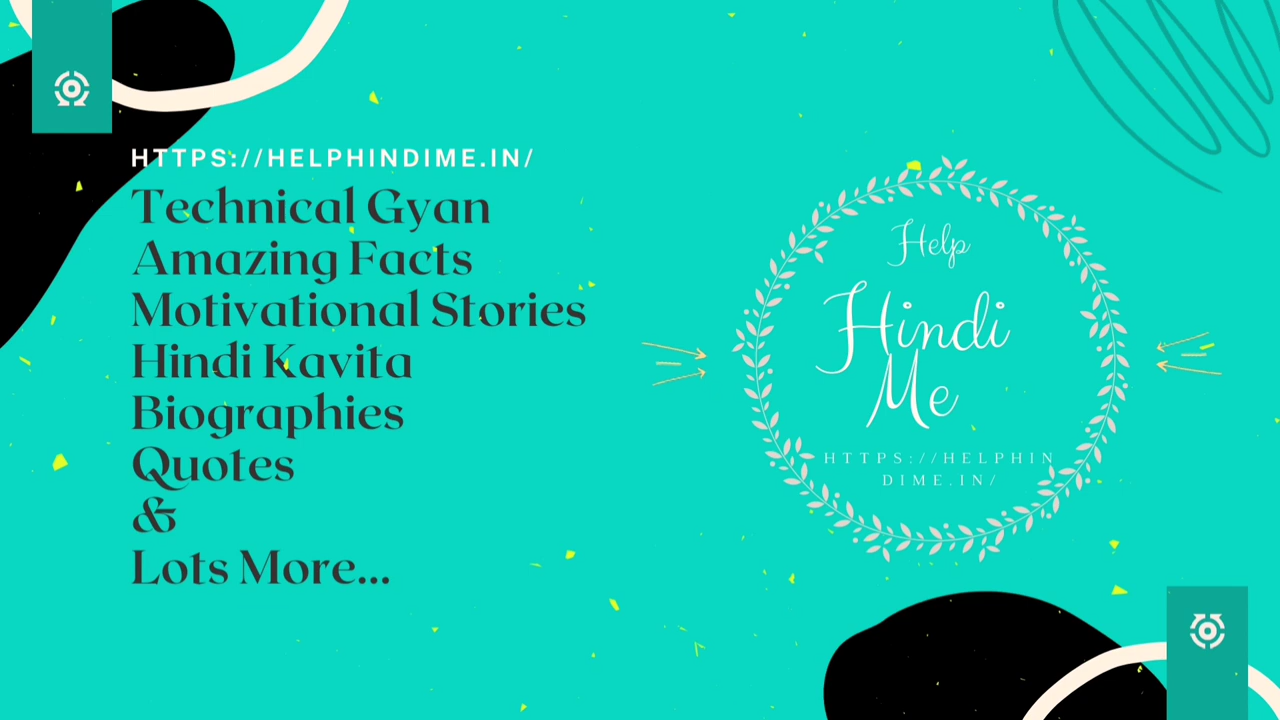 HTTPS://HELPHINDIME.IN/
Technical Gyan
Amazing Facts
Motivational Stories
Hindi Kavita
Biographies
Quotes
&
Lots More...
Help
Hindi
Me
HTTPS://HELPHIN
DIME.IN/